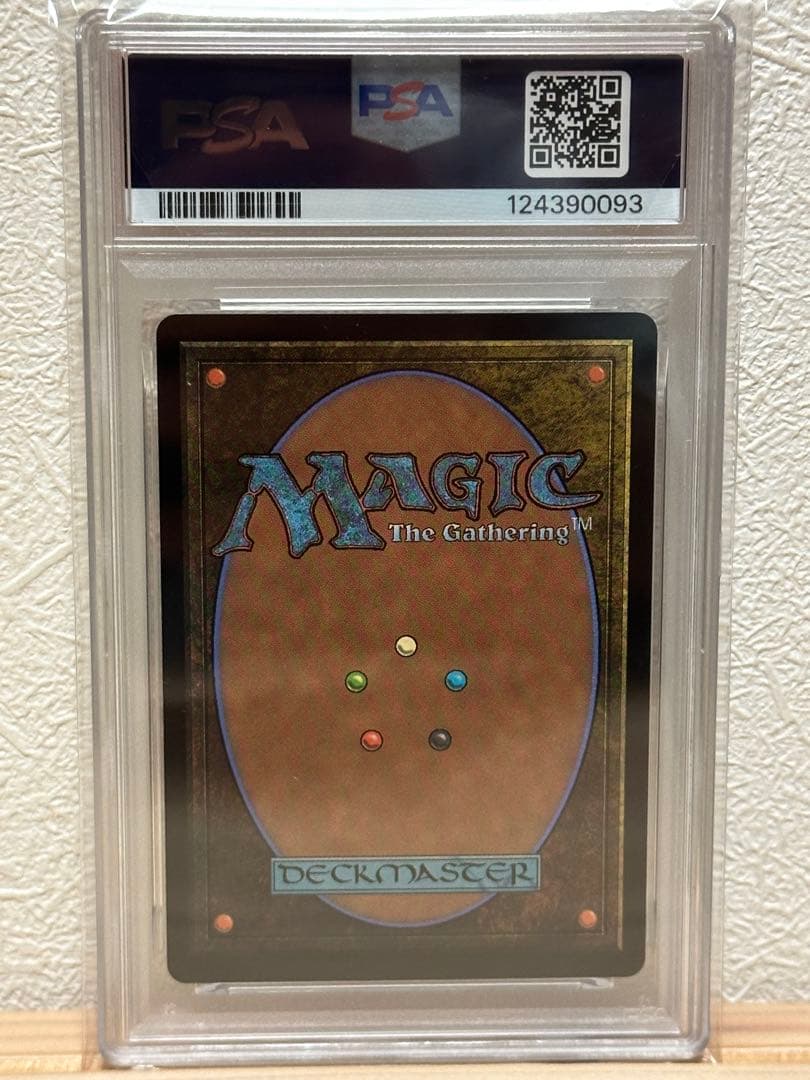 PSA
PSA
124390093
MAGIC
The Gathering™
DECKMASTER